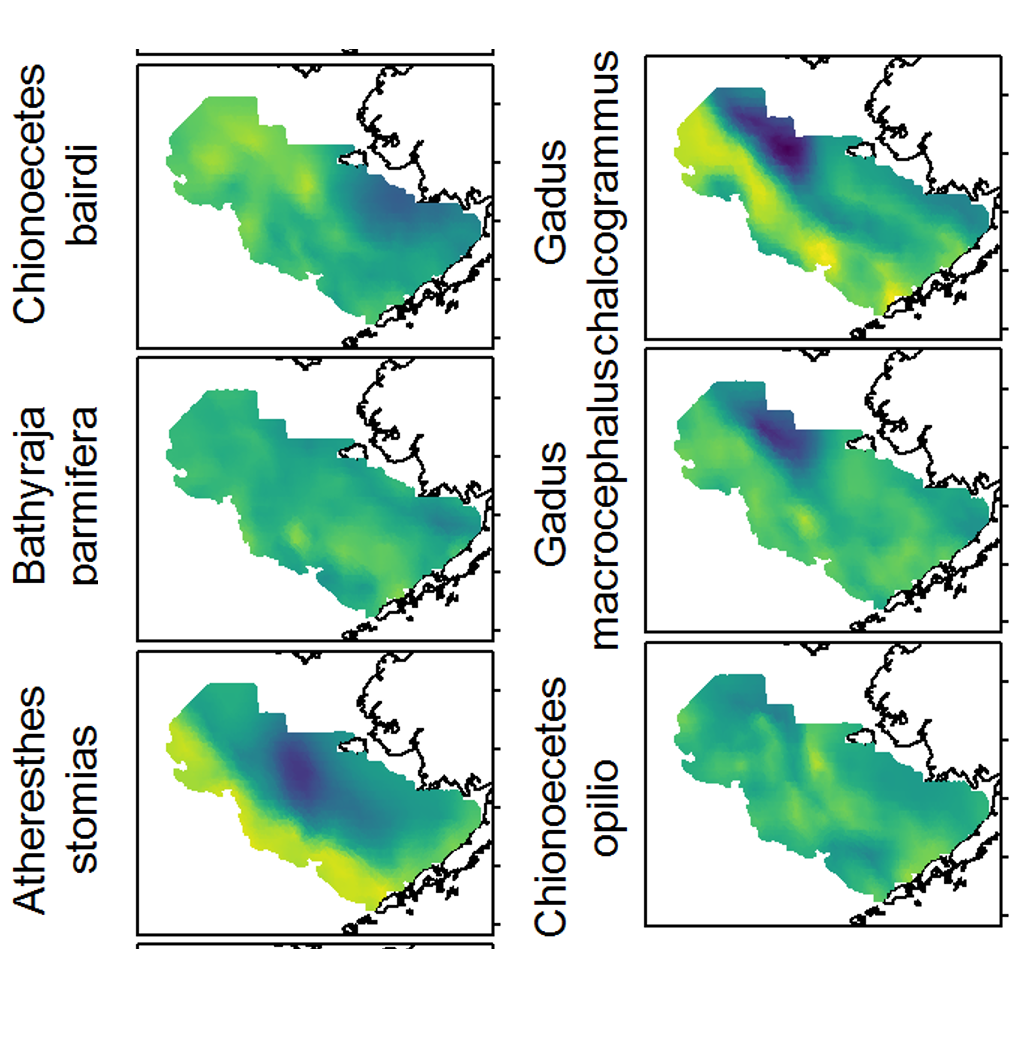 Chionoecetes
bairdi
Bathyraja
parmifera
Atheresthes
stomias
Gadus
chalcogrammus
Gadus
macrocephalus
Chionoecetes
opilio